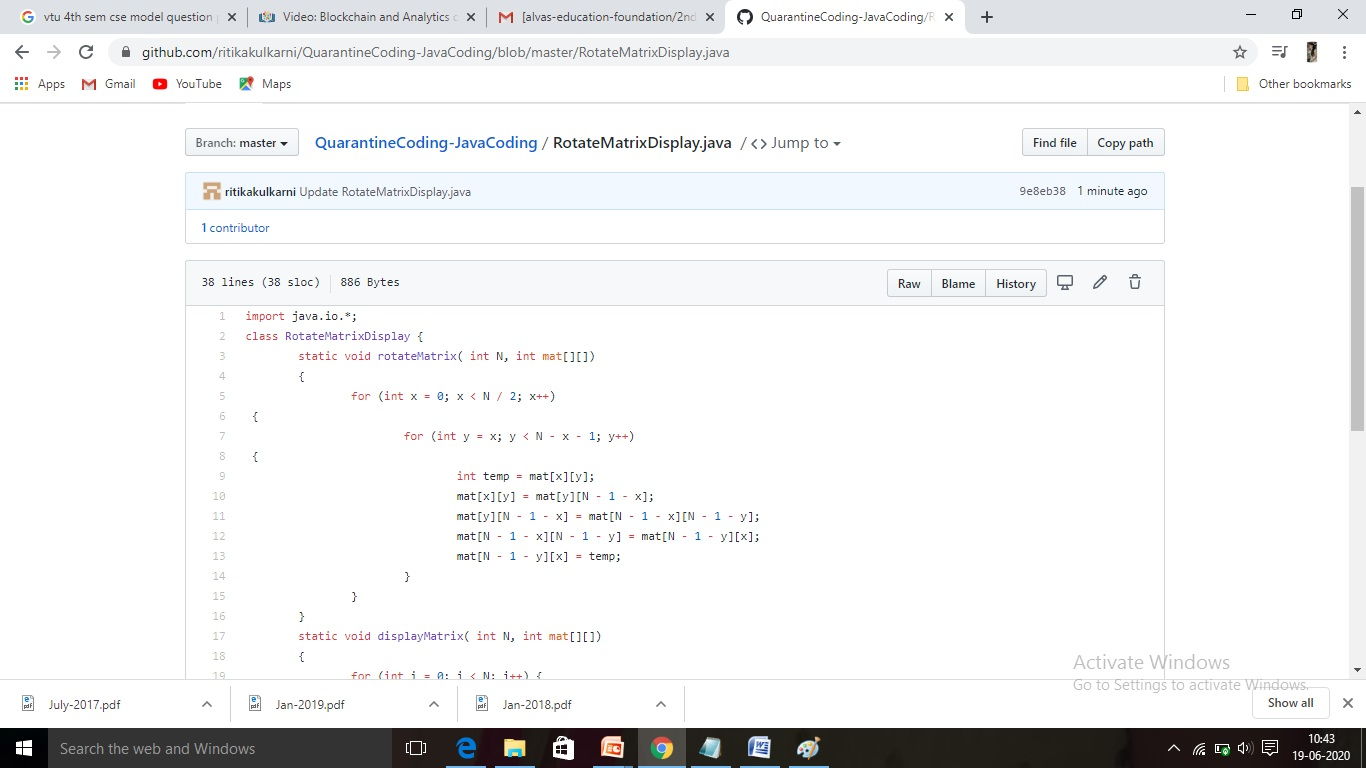 vtu 4th sem cse model question
Video: Blockchain and Analytics
[alvas-education-foundation/2nd
QuarantineCoding-JavaCoding/R
github.com/ritikakulkarni/QuarantineCoding-JavaCoding/blob/master/RotateMatrixDisplay.java
Apps Gmail YouTube Maps Other bookmarks
Branch: master QuarantineCoding-JavaCoding / RotateMatrixDisplay.java / <> Jump to Find file Copy path
ritikakulkarni Update RotateMatrixDisplay.java 9e8eb38 1 minute ago
1 contributor
38 lines (38 sloc) 886 Bytes Raw Blame History
1 import java.io.*;
2 class RotateMatrixDisplay {
3 static void rotateMatrix( int N, int mat[][])
4 {
5 for (int x = 0; x < N / 2; x++)
6 {
7 for (int y = x; y < N - x - 1; y++)
8 {
9 int temp = mat[x][y];
10 mat[x][y] = mat[y][N - 1 - x];
11 mat[y][N - 1 - x] = mat[N - 1 - x][N - 1 - y];
12 mat[N - 1 - x][N - 1 - y] = mat[N - 1 - y][x];
13 mat[N - 1 - y][x] = temp;
14 }
15 }
16 }
17 static void displayMatrix( int N, int mat[][])
18 {
19 for (int i = 0; i < N; i++) {
Activate Windows
Go to Settings to activate Windows.
July-2017.pdf Jan-2019.pdf Jan-2018.pdf Show all
Search the web and Windows
10:43
19-06-2020